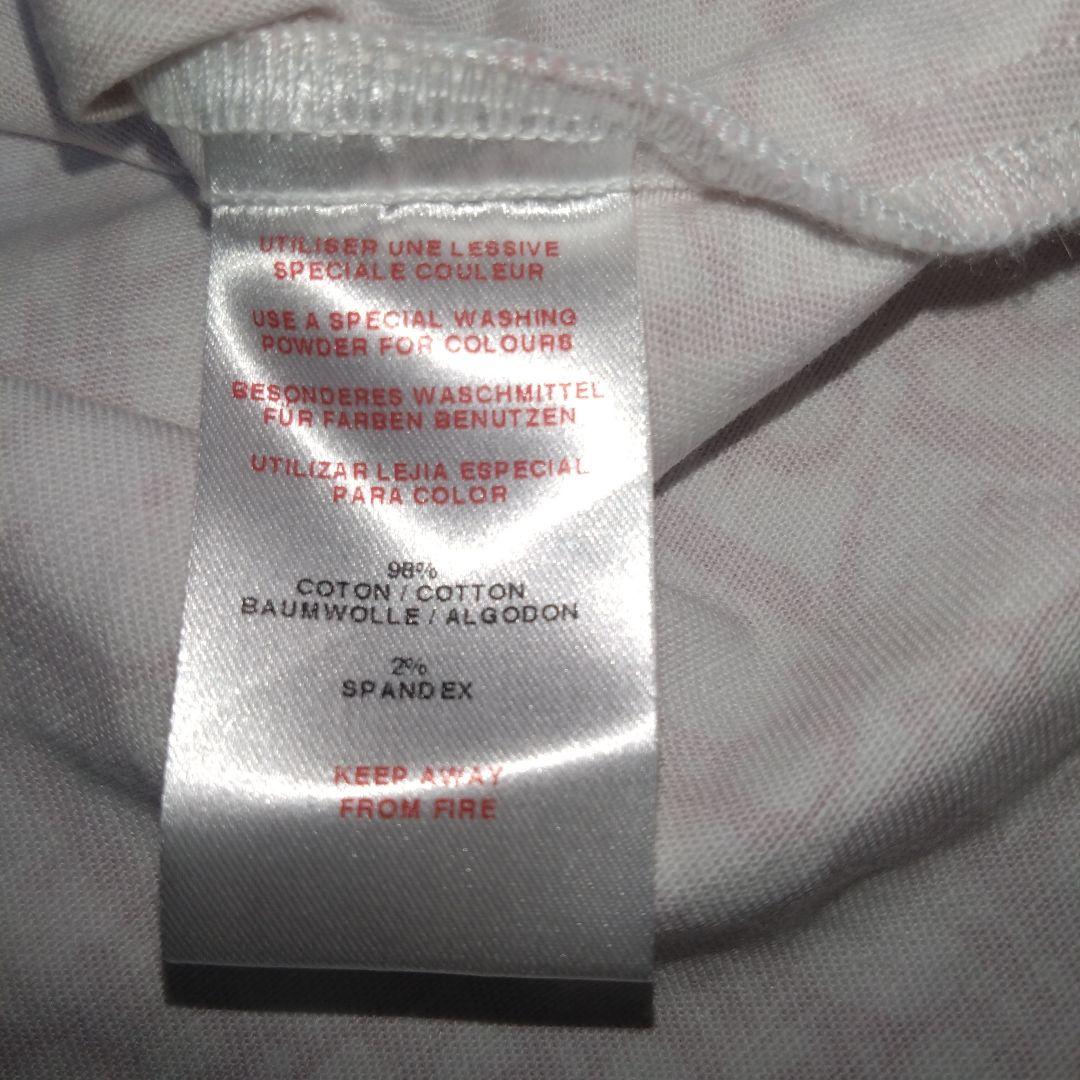 UTILISER UNE LESSIVE
SPECIALE COULEUR
USE A SPECIAL WASHING
POWDER FOR COLOURS
BESONDERES WASCHMITTEL
FÜR FARBEN BENUTZEN
UTILIZAR LEJIA ESPECIAL
PARA COLOR
98%
COTON / COTTON
BAUMWOLLE / ALGODON
2%
SPANDEX
KEEP AWAY
FROM FIRE